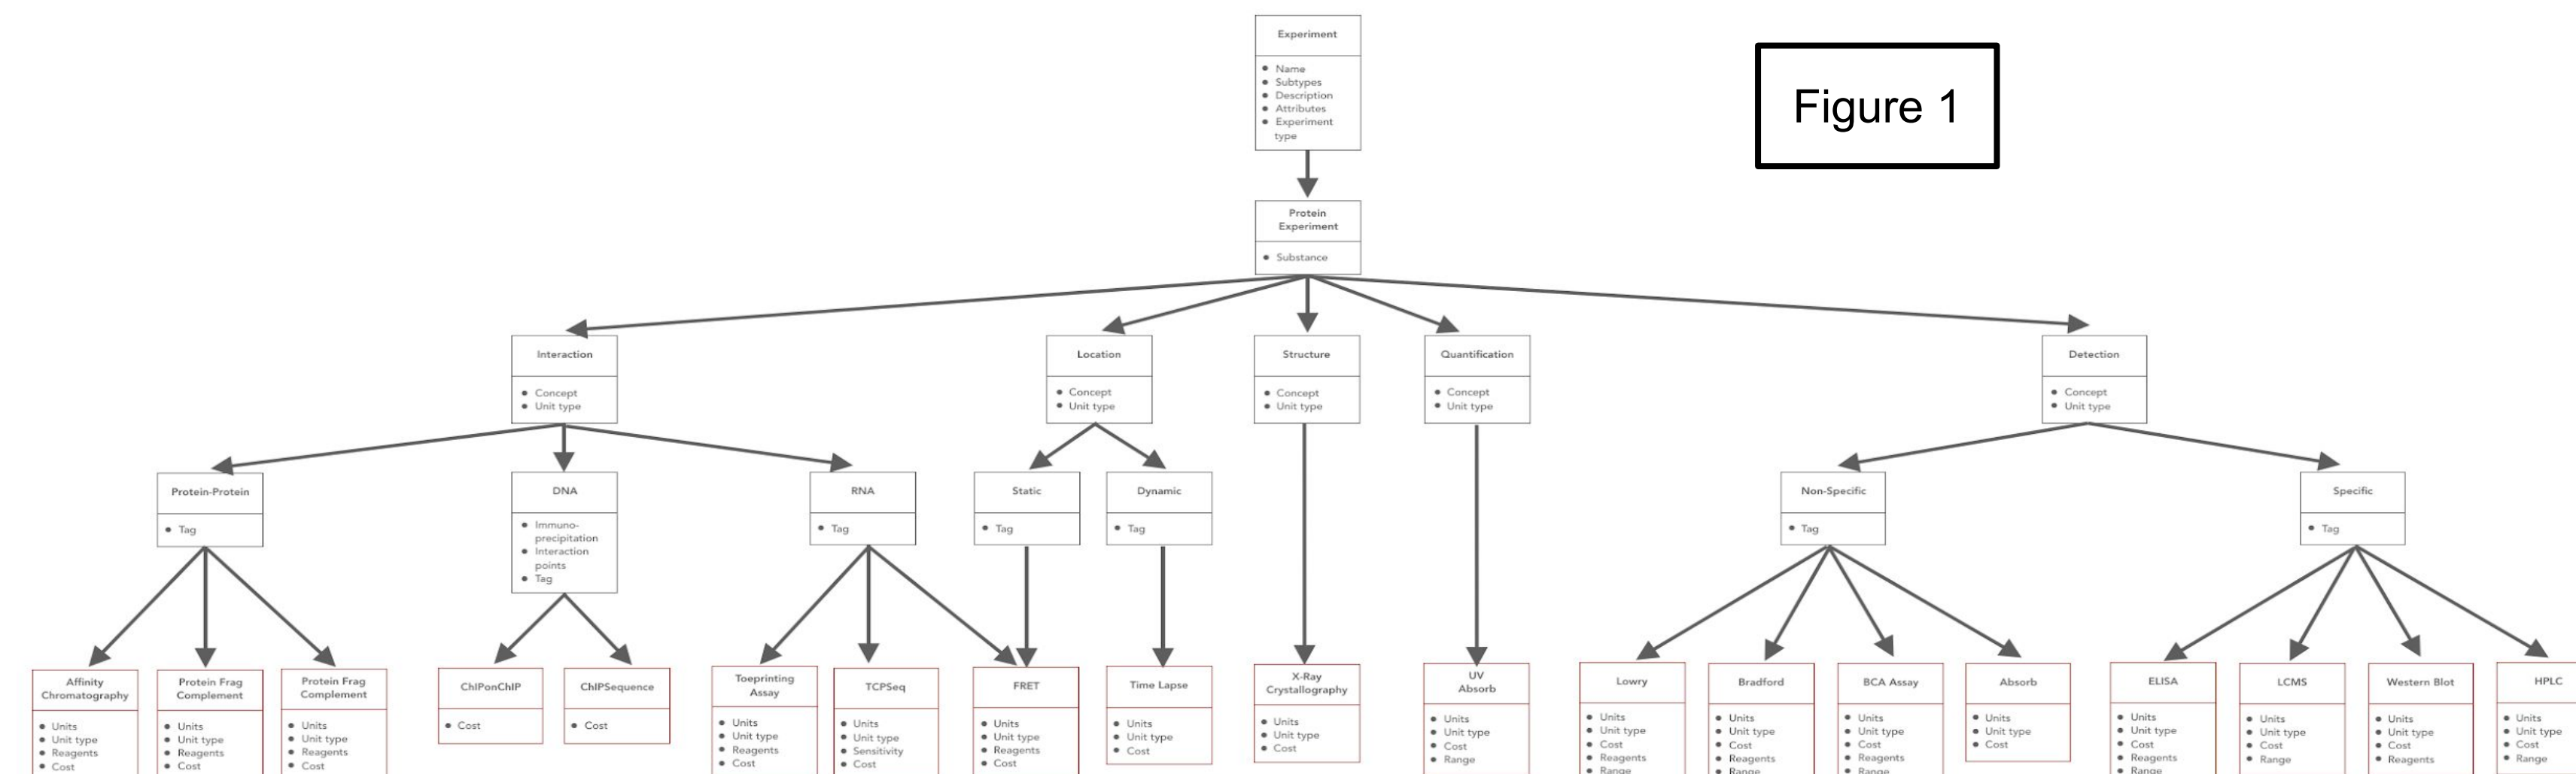 Experiment
• Name
• Subtypes
• Description
• Attributes
• Experiment
type
Figure 1
Protein
Experiment
• Substance
Interaction
• Concept
• Unit type
Location
• Concept
• Unit type
Structure
• Concept
• Unit type
Quantification
• Concept
• Unit type
Detection
• Concept
• Unit type
Protein-Protein
• Tag
DNA
• Immuno-
precipitation
• Interaction
points
• Tag
RNA
• Tag
Static
• Tag
Dynamic
• Tag
Non-Specific
• Tag
Specific
• Tag
Affinity
Chromatography
• Units
• Unit type
• Reagents
• Cost
Protein Frag
Complement
• Units
• Unit type
• Reagents
• Cost
Protein Frag
Complement
• Units
• Unit type
• Reagents
• Cost
ChIPonChIP
• Cost
ChIPSequence
• Cost
Toeprinting
Assay
• Units
• Unit type
• Reagents
• Cost
TCPSeq
• Units
• Unit type
• Sensitivity
• Cost
FRET
• Units
• Unit type
• Reagents
• Cost
Time Lapse
• Units
• Unit type
• Cost
X-Ray
Crystallography
• Units
• Unit type
• Cost
UV
Absorb
• Units
• Unit type
• Cost
• Range
Lowry
• Units
• Unit type
• Cost
• Reagents
• Range
Bradford
• Units
• Unit type
• Cost
• Reagents
• Range
BCA Assay
• Units
• Unit type
• Cost
• Reagents
• Range
Absorb
• Units
• Unit type
• Cost
ELISA
• Units
• Unit type
• Cost
• Reagents
• Range
LCMS
• Units
• Unit type
• Cost
• Range
Western Blot
• Units
• Unit type
• Cost
• Reagents
HPLC
• Units
• Unit type
• Cost
• Range